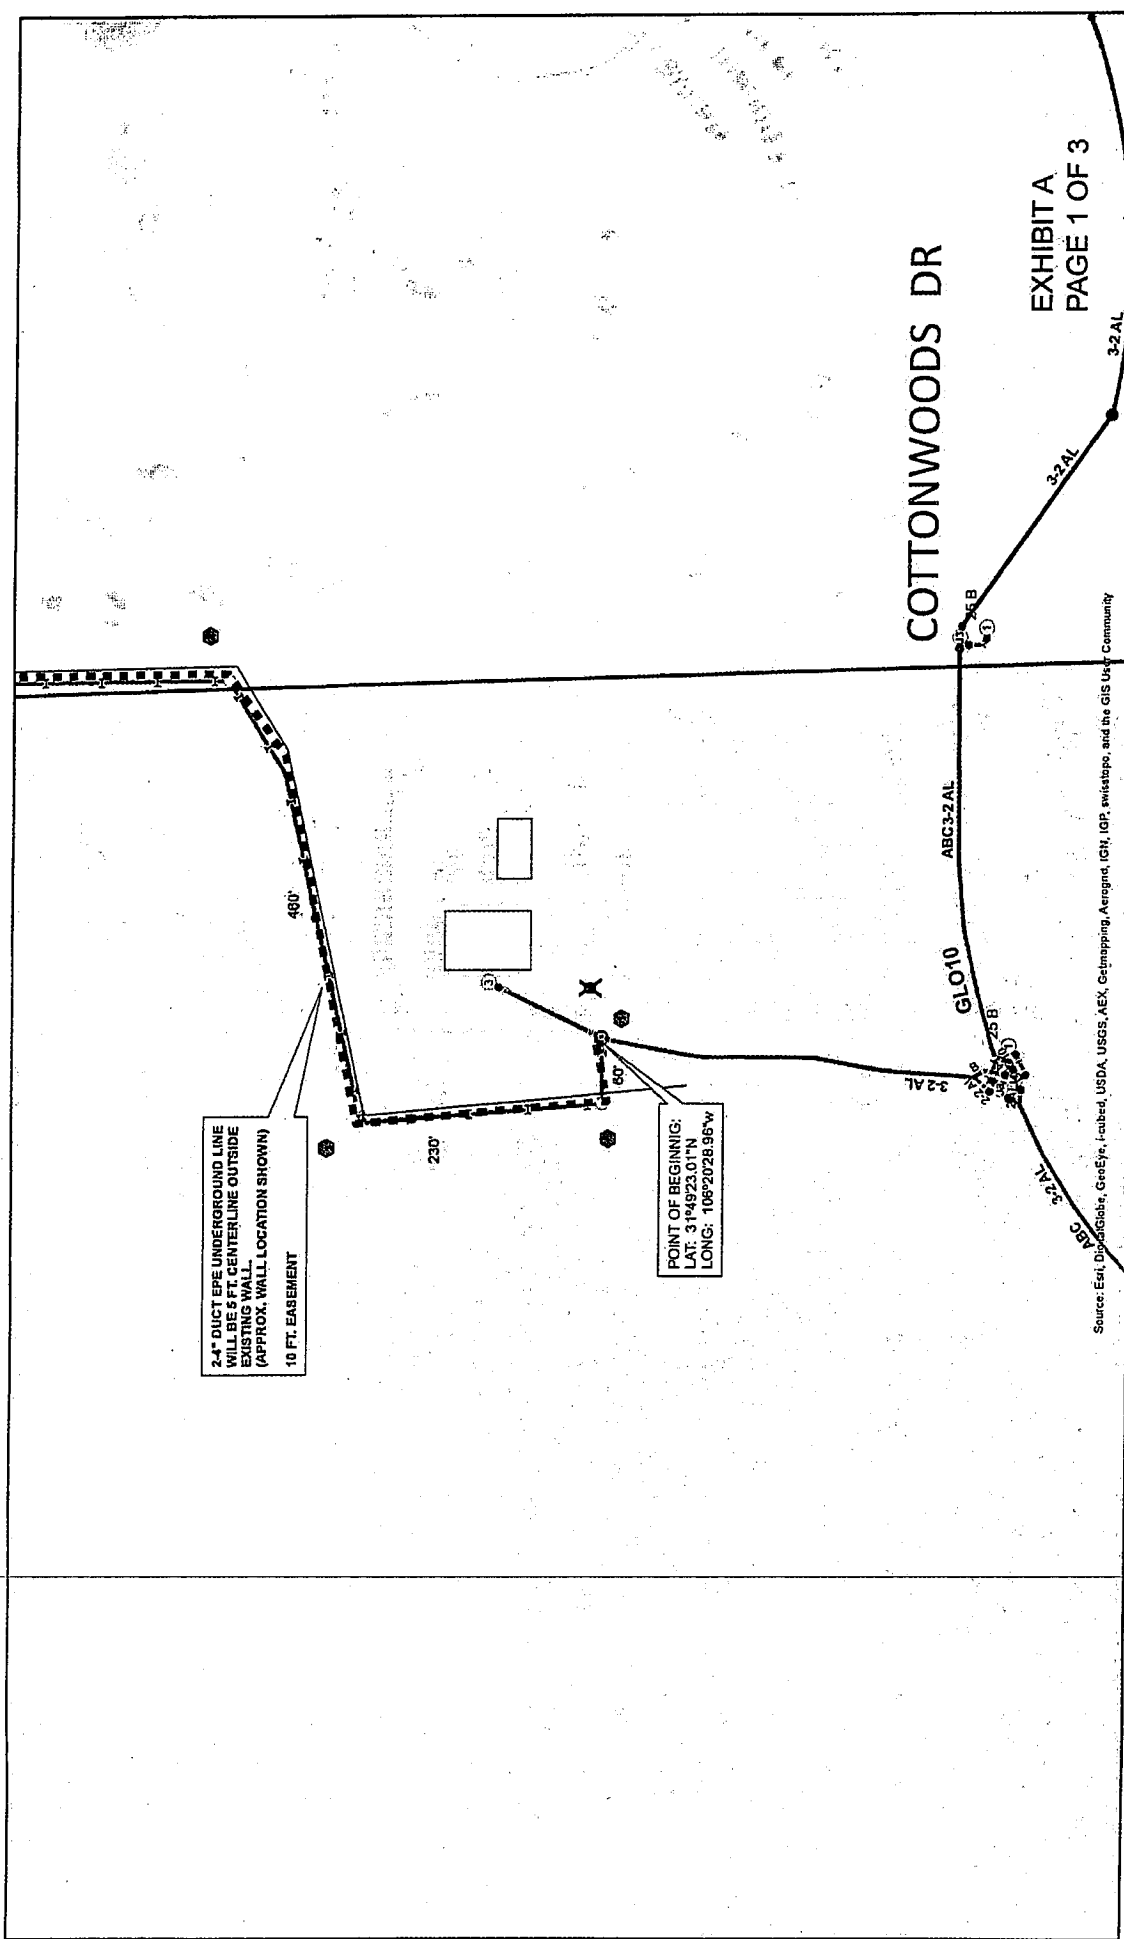 2-4" DUCT EPE UNDERGROUND LINE
WILL BE 5 FT. CENTERLINE OUTSIDE
EXISTING WALL.
(APPROX. WALL LOCATION SHOWN)
10 FT. EASEMENT
460'
230'
60'
3
POINT OF BEGINNIG:
LAT: 31°49'23.01"N
LONG: 106°20'28.96"W
COTTONWOODS DR
EXHIBIT A
PAGE 1 OF 3
3-2 AL
3-2 AL
25 B
1
ABC3-2 AL
GLO10
25 B
1
3-2 AL
3-2 AL
ABC
Source: Esri, DigitalGlobe, GeoEye, i-cubed, USDA, USGS, AEX, Getmapping, Aerogrid, IGN, IGP, swisstopo, and the GIS User Community